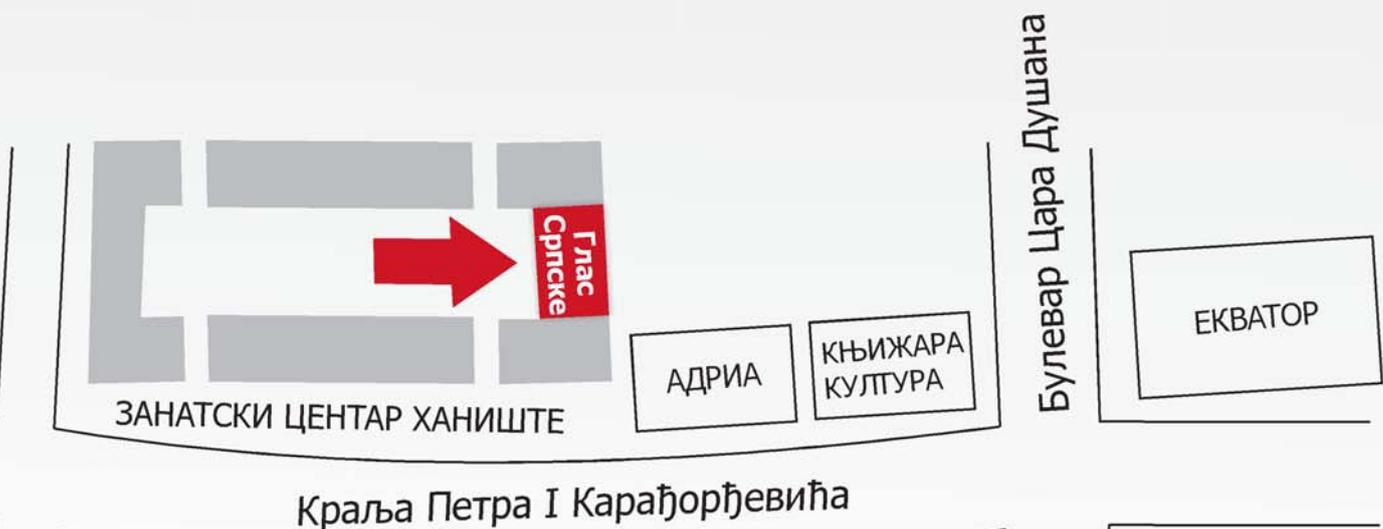 Глас
Српске
ЗАНАТСКИ ЦЕНТАР ХАНИШТЕ
АДРИА
КЊИЖАРА
КУЛТУРА
Булевар Цара Душана
ЕКВАТОР
Краља Петра I Карађорђевића